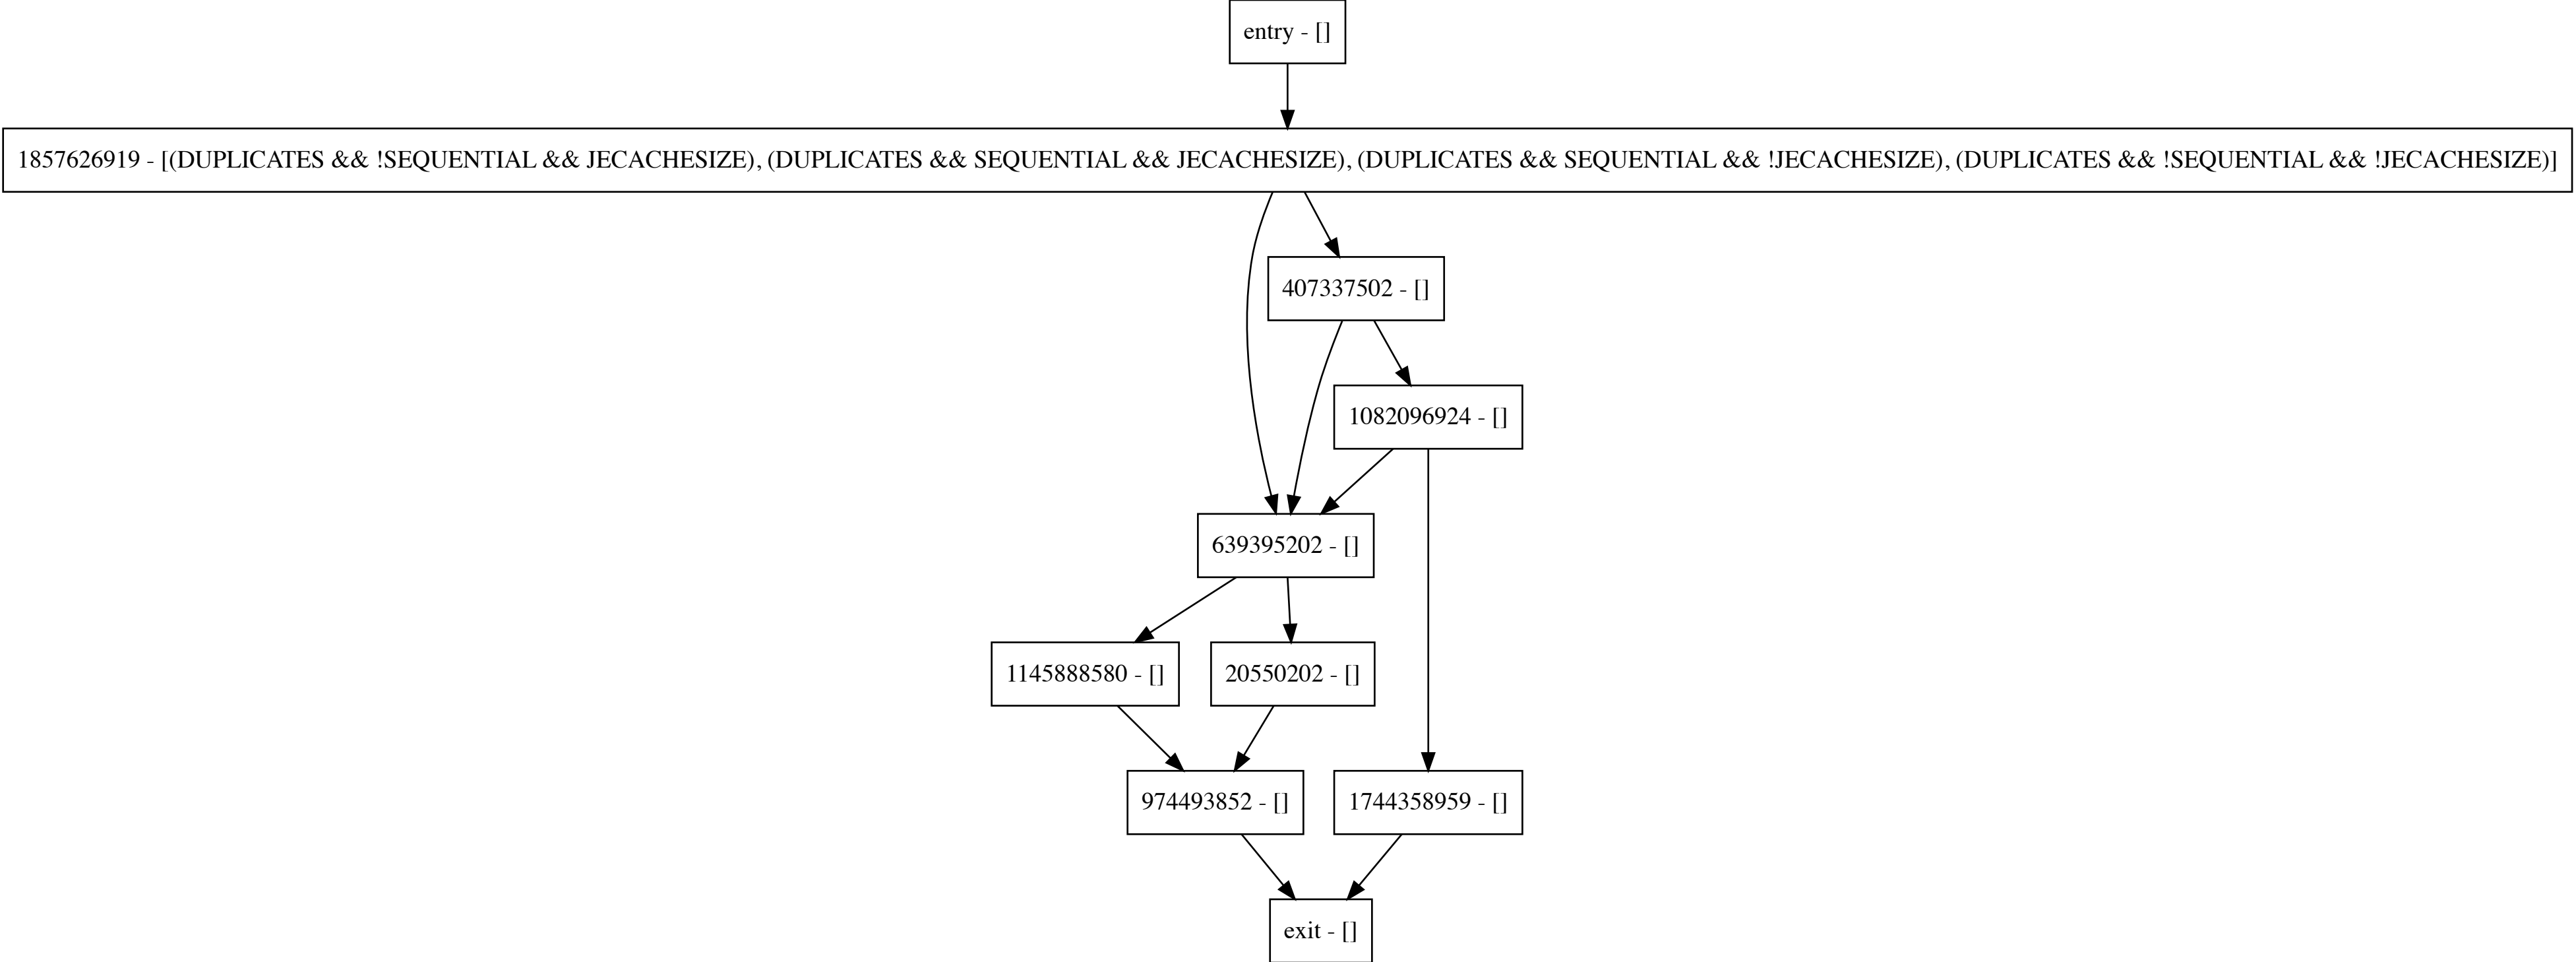 entry - []
1857626919 - [(DUPLICATES && !SEQUENTIAL && JECACHESIZE), (DUPLICATES && SEQUENTIAL && JECACHESIZE), (DUPLICATES && SEQUENTIAL && !JECACHESIZE), (DUPLICATES && !SEQUENTIAL && !JECACHESIZE)]
407337502 - []
1082096924 - []
639395202 - []
1145888580 - []
20550202 - []
974493852 - []
1744358959 - []
exit - []